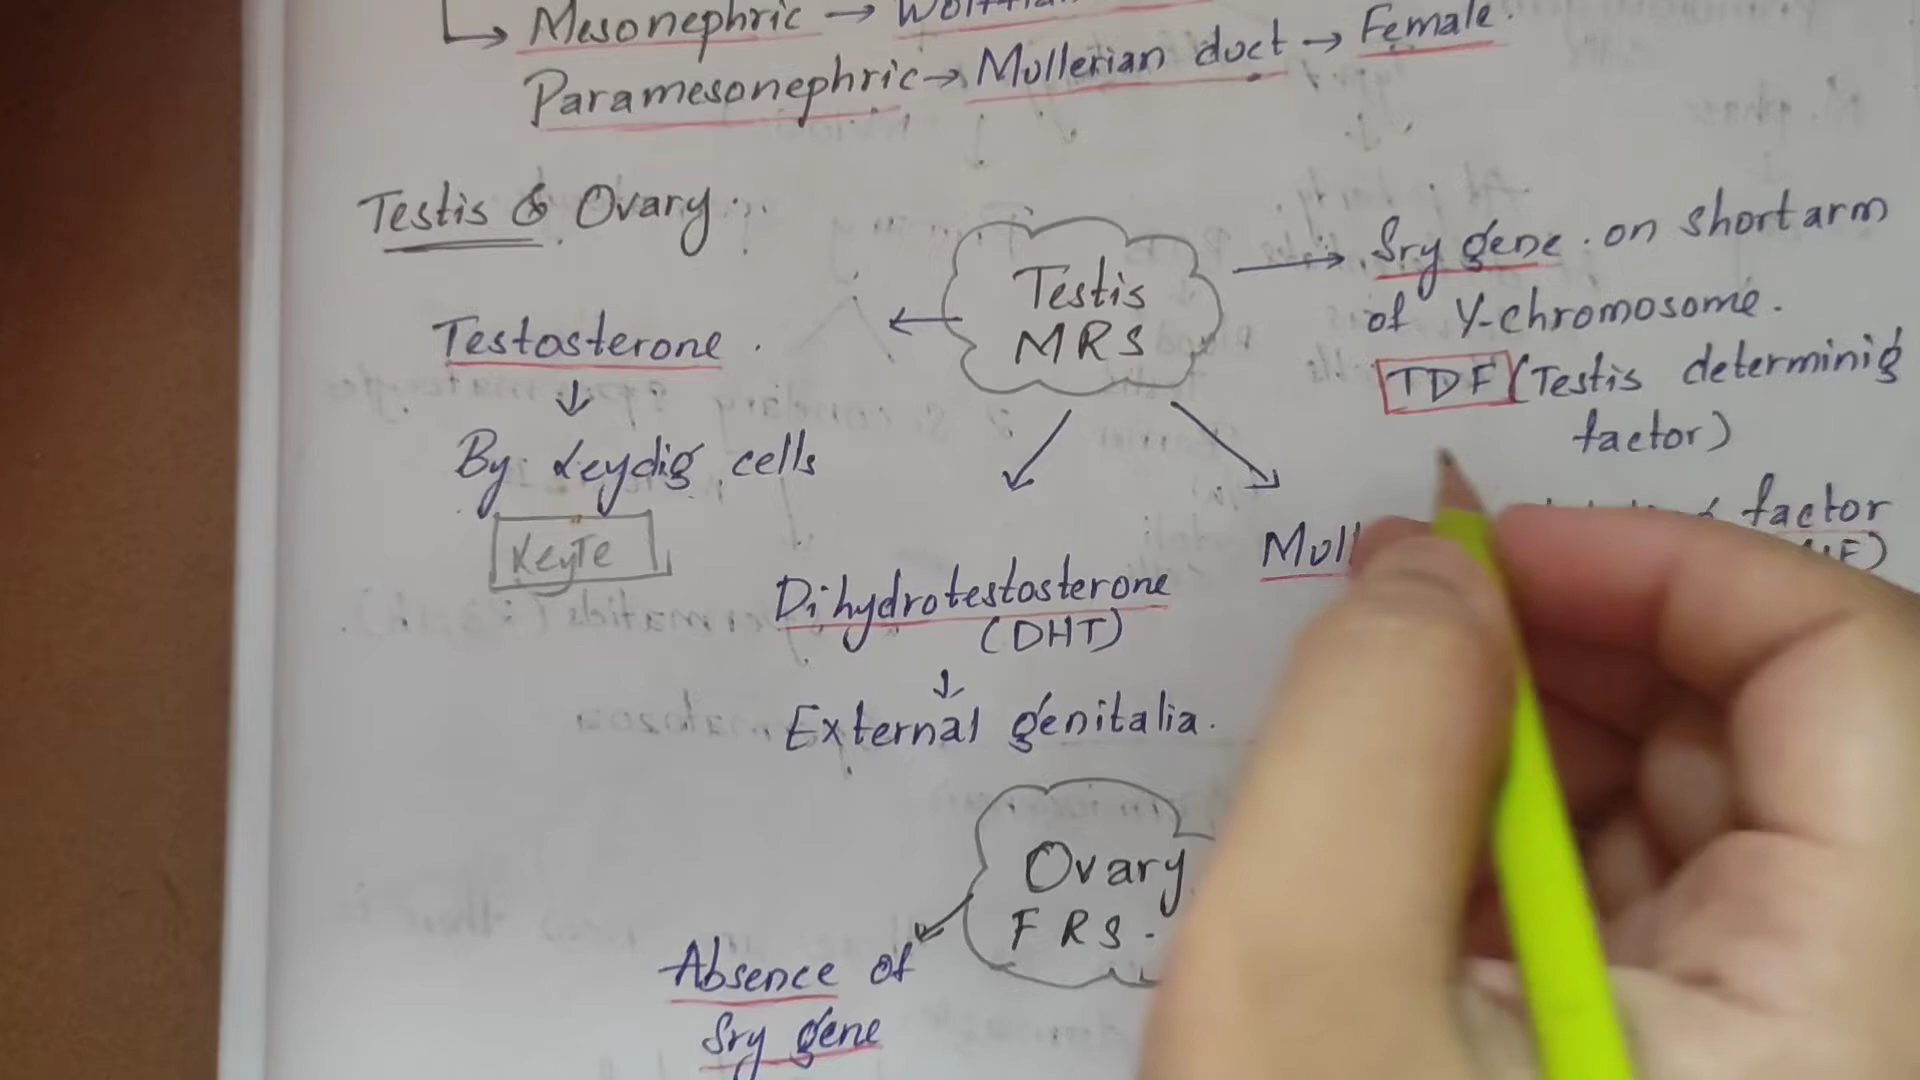 Mesonephric →
Paramesonephric → Mullerian duct → Female.
Testis & Ovary.
Testis
MRS
Sry gene. on short arm
of Y-chromosome.
TDF (Testis determinig
factor)
Testosterone.
↓
By Leydig cells
KeyTe
factor
Dihydrotestosterone
(DHT)
↓
External genitalia.
Ovary
FRS.
Absence of
Sry gene